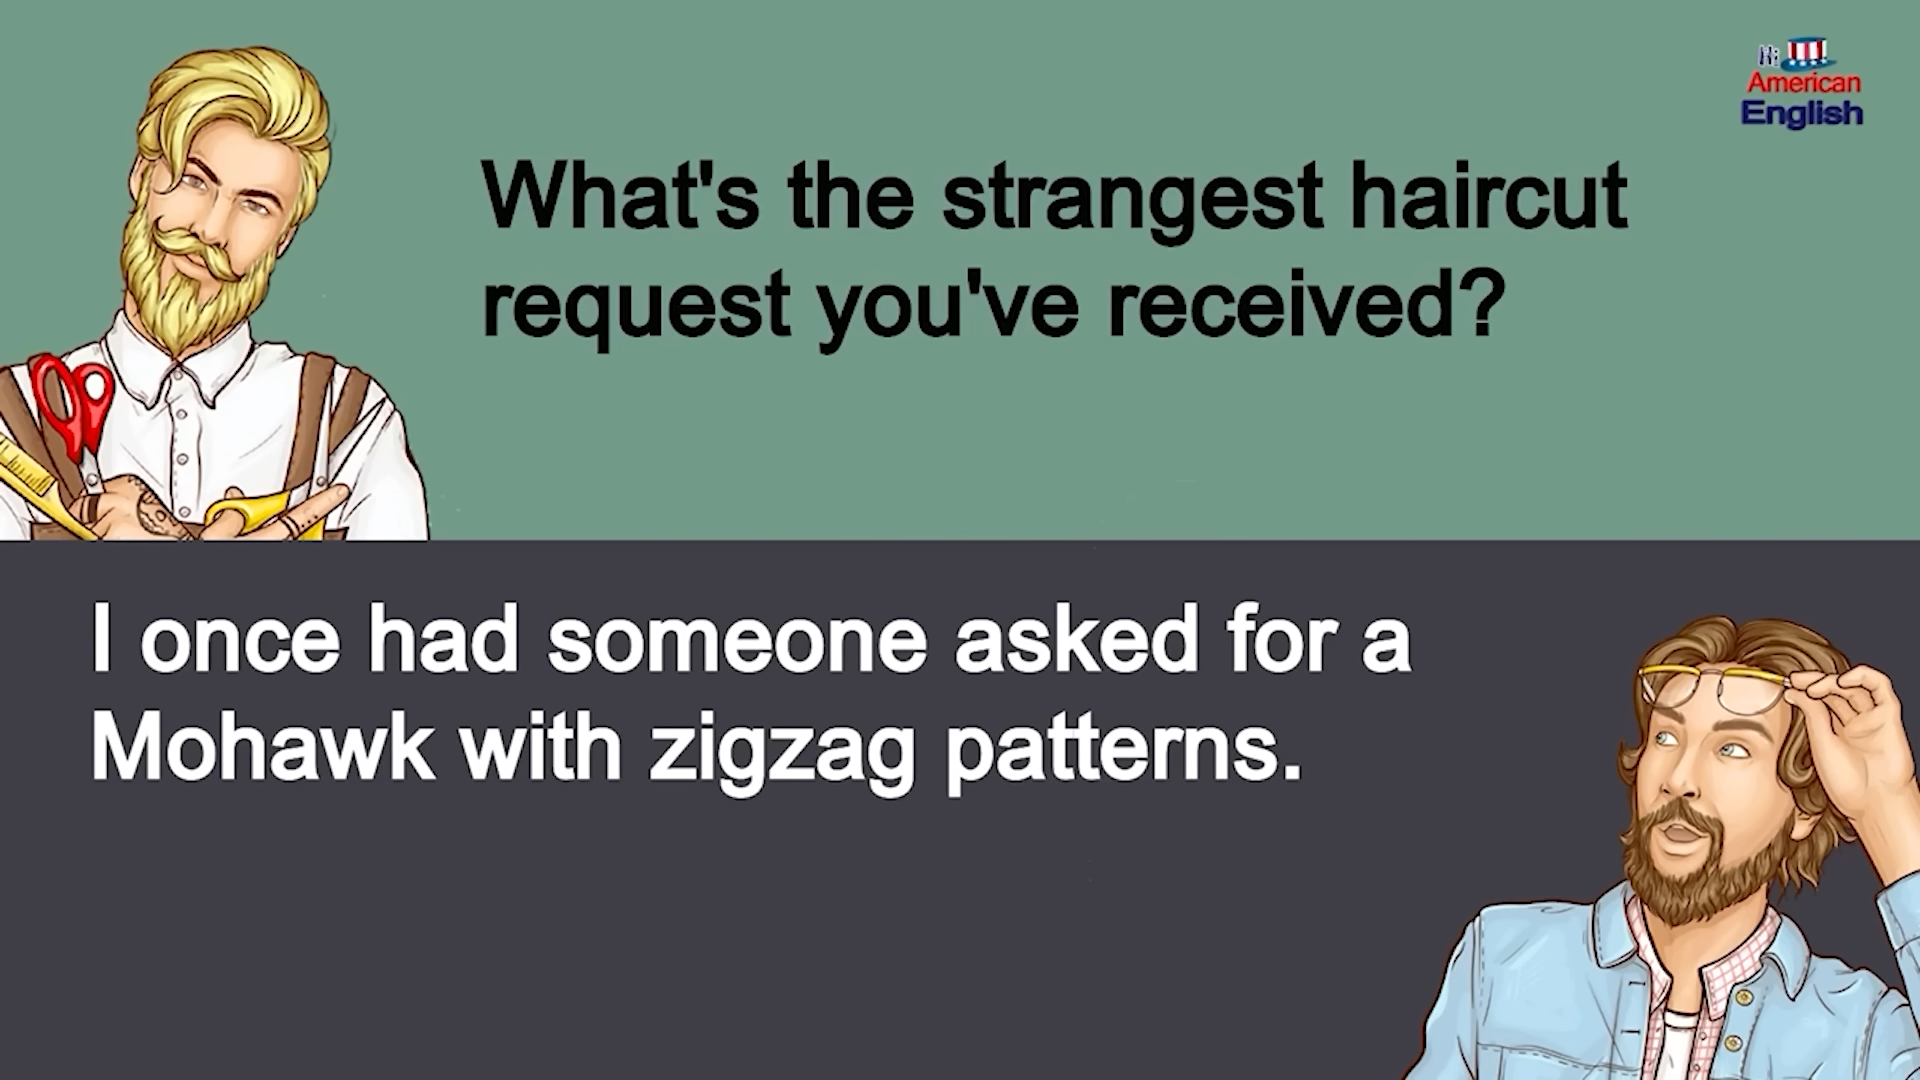 Hi
American
English
What's the strangest haircut
request you've received?
I once had someone asked for a
Mohawk with zigzag patterns.